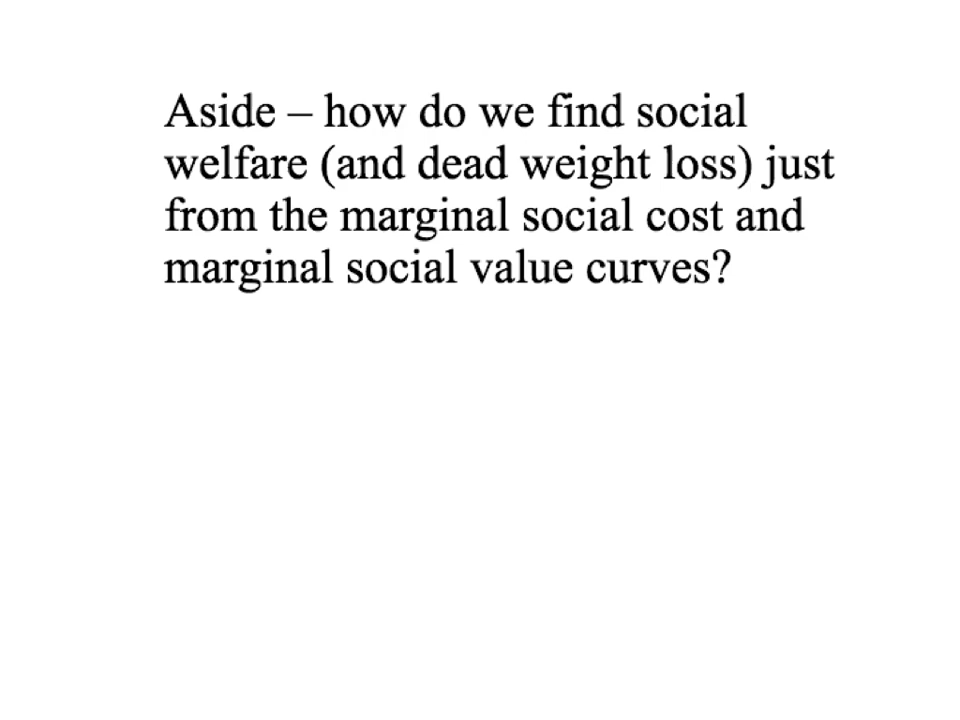 Aside – how do we find social
welfare (and dead weight loss) just
from the marginal social cost and
marginal social value curves?